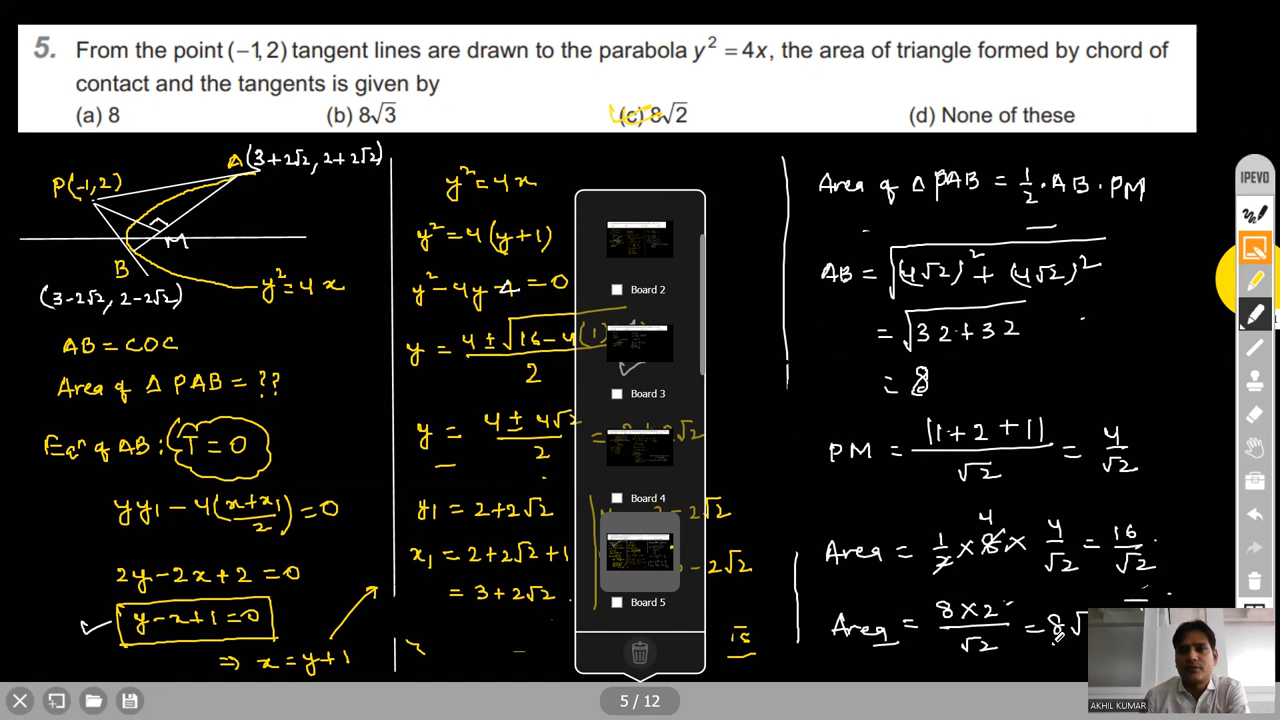 5. From the point (−1, 2) tangent lines are drawn to the parabola y² = 4x, the area of triangle formed by chord of
contact and the tangents is given by
(a) 8 (b) 8√3 (c) 8√2 (d) None of these
A (3+2√2, 2+2√2)
P(-1,2)
M
B
(3-2√2, 2-2√2)
y²=4x
AB = COC
Area of Δ PAB = ??
Eqⁿ of AB: T = 0
yy1 - 4(x+x1/2) = 0
2y-2x+2 = 0
y-x+1=0
⇒ x = y+1
y² = 4x
y² = 4(y+1)
y² - 4y - 4 = 0
y = 4 ± √16-4(1)
2
y = 4 ± 4√2
2
= √2
y1 = 2+2√2
x1 = 2+2√2+1
= 3+2√2
- 2√2
- 2√2
is
Board 2
Board 3
Board 4
Board 5
Area of Δ PAB = 1/2 · AB · PM
AB = √(4√2)² + (4√2)²
= √32+32
= 8
PM = |1+2+1|/√2 = 4/√2
Area = 1/2 × 8 × 4/√2 = 16/√2
4
Area = 8×2/√2 = 8√
IPEVO
5 / 12
AKHIL KUMAR